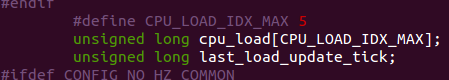 #endif
#define CPU_LOAD_IDX_MAX 5
unsigned long cpu_load[CPU_LOAD_IDX_MAX];
unsigned long last_load_update_tick;
#ifdef CONFIG_NO_HZ_COMMON